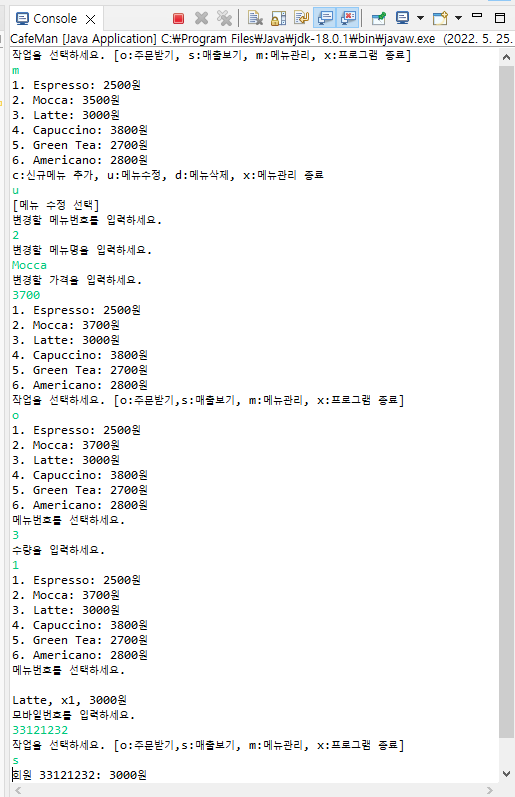 Console
CafeMan [Java Application] C:₩Program Files₩Java₩jdk-18.0.1₩bin₩javaw.exe (2022. 5. 25.
작업을 선택하세요. [o:주문받기, s:매출보기, m:메뉴관리, x:프로그램 종료]
m
1. Espresso: 2500원
2. Mocca: 3500원
3. Latte: 3000원
4. Capuccino: 3800원
5. Green Tea: 2700원
6. Americano: 2800원
c:신규메뉴 추가, u:메뉴수정, d:메뉴삭제, x:메뉴관리 종료
u
[메뉴 수정 선택]
변경할 메뉴번호를 입력하세요.
2
변경할 메뉴명을 입력하세요.
Mocca
변경할 가격을 입력하세요.
3700
1. Espresso: 2500원
2. Mocca: 3700원
3. Latte: 3000원
4. Capuccino: 3800원
5. Green Tea: 2700원
6. Americano: 2800원
작업을 선택하세요. [o:주문받기,s:매출보기, m:메뉴관리, x:프로그램 종료]
o
1. Espresso: 2500원
2. Mocca: 3700원
3. Latte: 3000원
4. Capuccino: 3800원
5. Green Tea: 2700원
6. Americano: 2800원
메뉴번호를 선택하세요.
3
수량을 입력하세요.
1
1. Espresso: 2500원
2. Mocca: 3700원
3. Latte: 3000원
4. Capuccino: 3800원
5. Green Tea: 2700원
6. Americano: 2800원
메뉴번호를 선택하세요.
Latte, x1, 3000원
모바일번호를 입력하세요.
33121232
작업을 선택하세요. [o:주문받기,s:매출보기, m:메뉴관리, x:프로그램 종료]
s
회원 33121232: 3000원